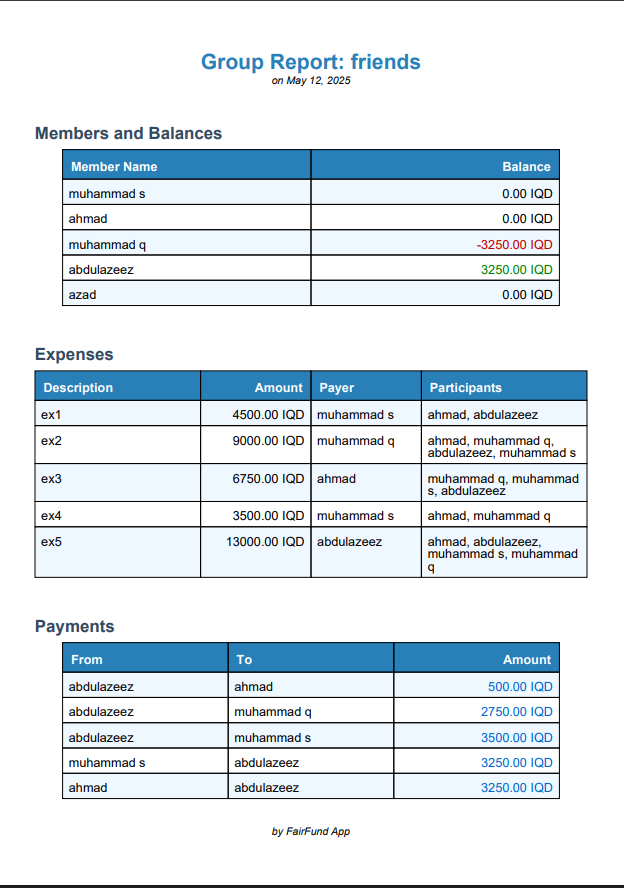 Group Report: friends
on May 12, 2025
Members and Balances
Member Name Balance
muhammad s 0.00 IQD
ahmad 0.00 IQD
muhammad q -3250.00 IQD
abdulazeez 3250.00 IQD
azad 0.00 IQD
Expenses
Description Amount Payer Participants
ex1 4500.00 IQD muhammad s ahmad, abdulazeez
ex2 9000.00 IQD muhammad q ahmad, muhammad q,
abdulazeez, muhammad s
ex3 6750.00 IQD ahmad muhammad q, muhammad
s, abdulazeez
ex4 3500.00 IQD muhammad s ahmad, muhammad q
ex5 13000.00 IQD abdulazeez ahmad, abdulazeez,
muhammad s, muhammad
q
Payments
From To Amount
abdulazeez ahmad 500.00 IQD
abdulazeez muhammad q 2750.00 IQD
abdulazeez muhammad s 3500.00 IQD
muhammad s abdulazeez 3250.00 IQD
ahmad abdulazeez 3250.00 IQD
by FairFund App